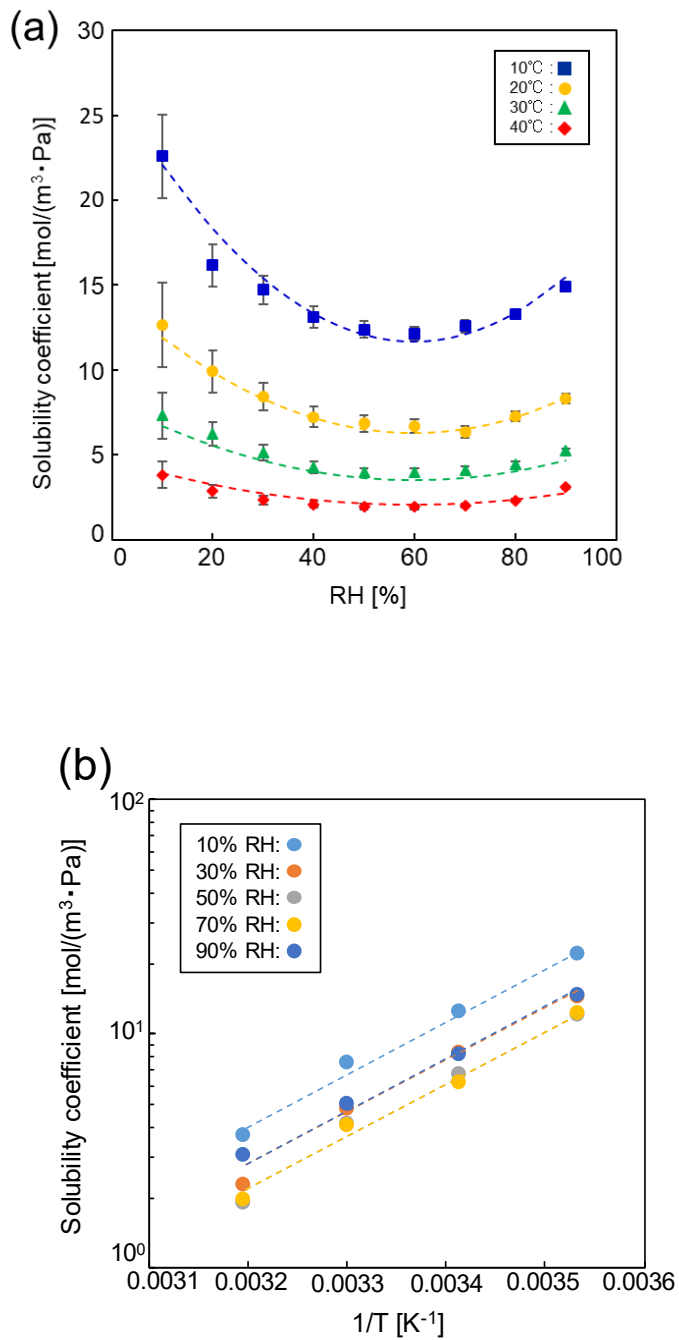 (a)
30
25
20
15
10
5
0
0 20 40 60 80 100
Solubility coefficient [mol/(m³・Pa)]
RH [%]
10℃ :
20℃ :
30℃ :
40℃ :
(b)
10²
10¹
10⁰
0.0031 0.0032 0.0033 0.0034 0.0035 0.0036
Solubility coefficient [mol/(m³・Pa)]
1/T [K⁻¹]
10% RH:
30% RH:
50% RH:
70% RH:
90% RH: